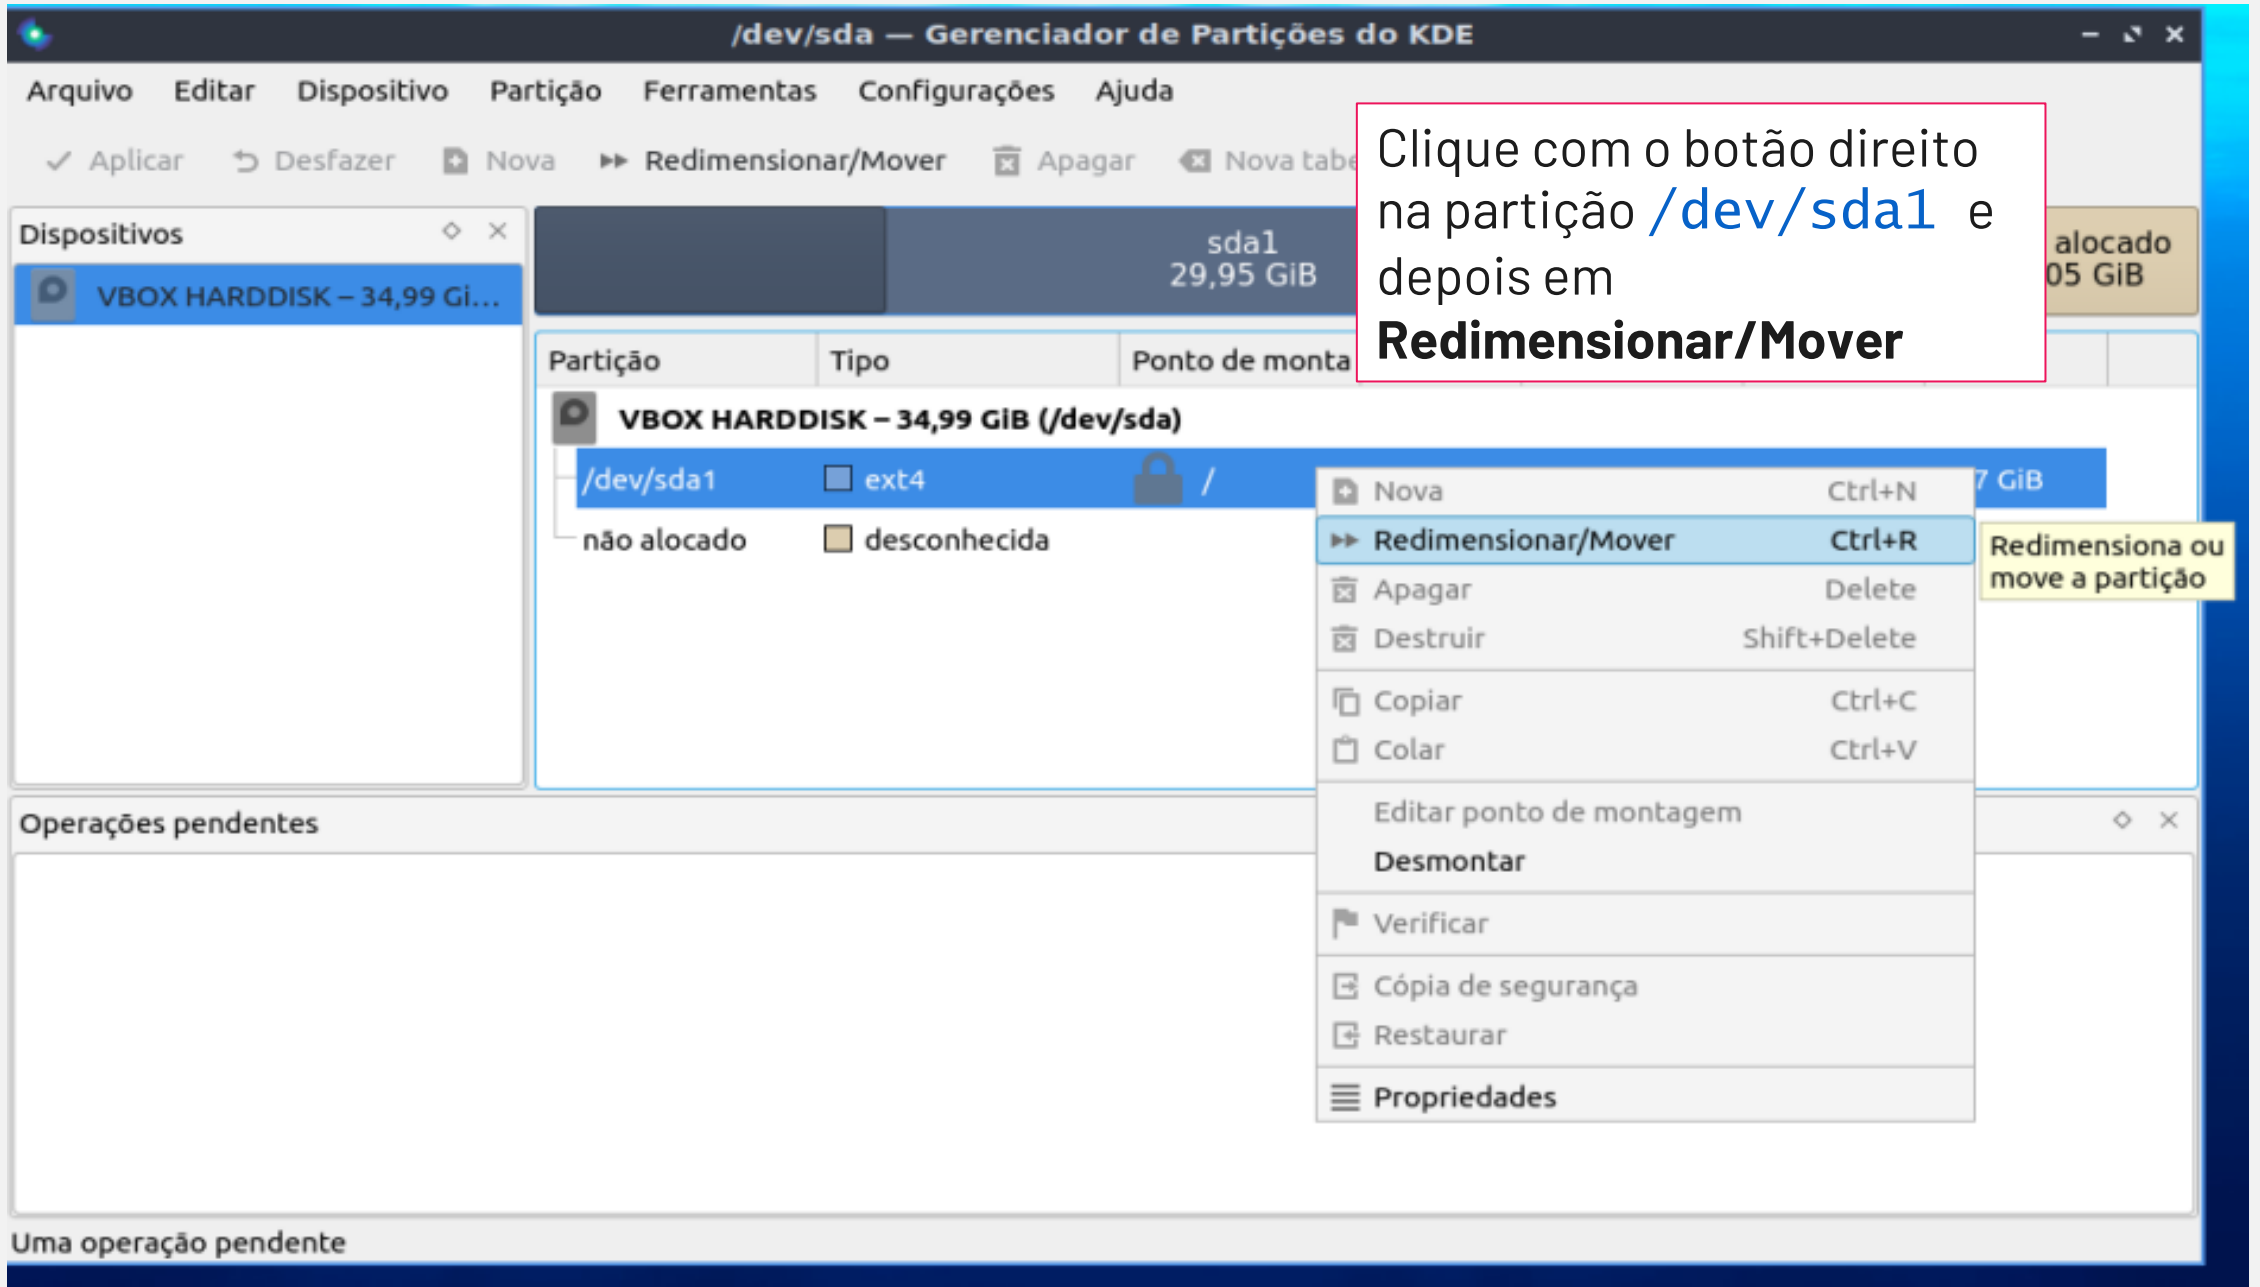 /dev/sda — Gerenciador de Partições do KDE
Arquivo Editar Dispositivo Partição Ferramentas Configurações Ajuda
Aplicar Desfazer Nova Redimensionar/Mover Apagar Nova tabe
Clique com o botão direito
na partição /dev/sda1 e
depois em
Redimensionar/Mover
Dispositivos
VBOX HARDDISK – 34,99 Gi...
sda1
29,95 GiB
alocado
05 GiB
Partição Tipo Ponto de monta
VBOX HARDDISK – 34,99 GiB (/dev/sda)
/dev/sda1 ext4 / 7 GiB
não alocado desconhecida
Nova Ctrl+N
Redimensionar/Mover Ctrl+R
Apagar Delete
Destruir Shift+Delete
Copiar Ctrl+C
Colar Ctrl+V
Editar ponto de montagem
Desmontar
Verificar
Cópia de segurança
Restaurar
Propriedades
Redimensiona ou
move a partição
Operações pendentes
Uma operação pendente